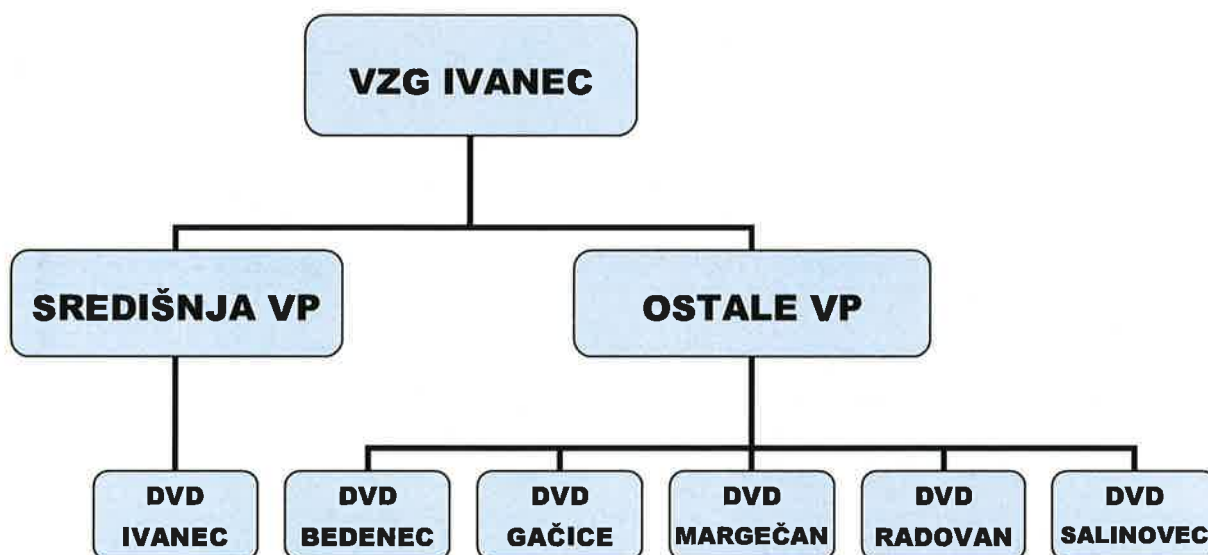 VZG IVANEC
SREDIŠNJA VP
OSTALE VP
DVD
IVANEC
DVD
BEDENEC
DVD
GAČICE
DVD
MARGEČAN
DVD
RADOVAN
DVD
SALINOVEC